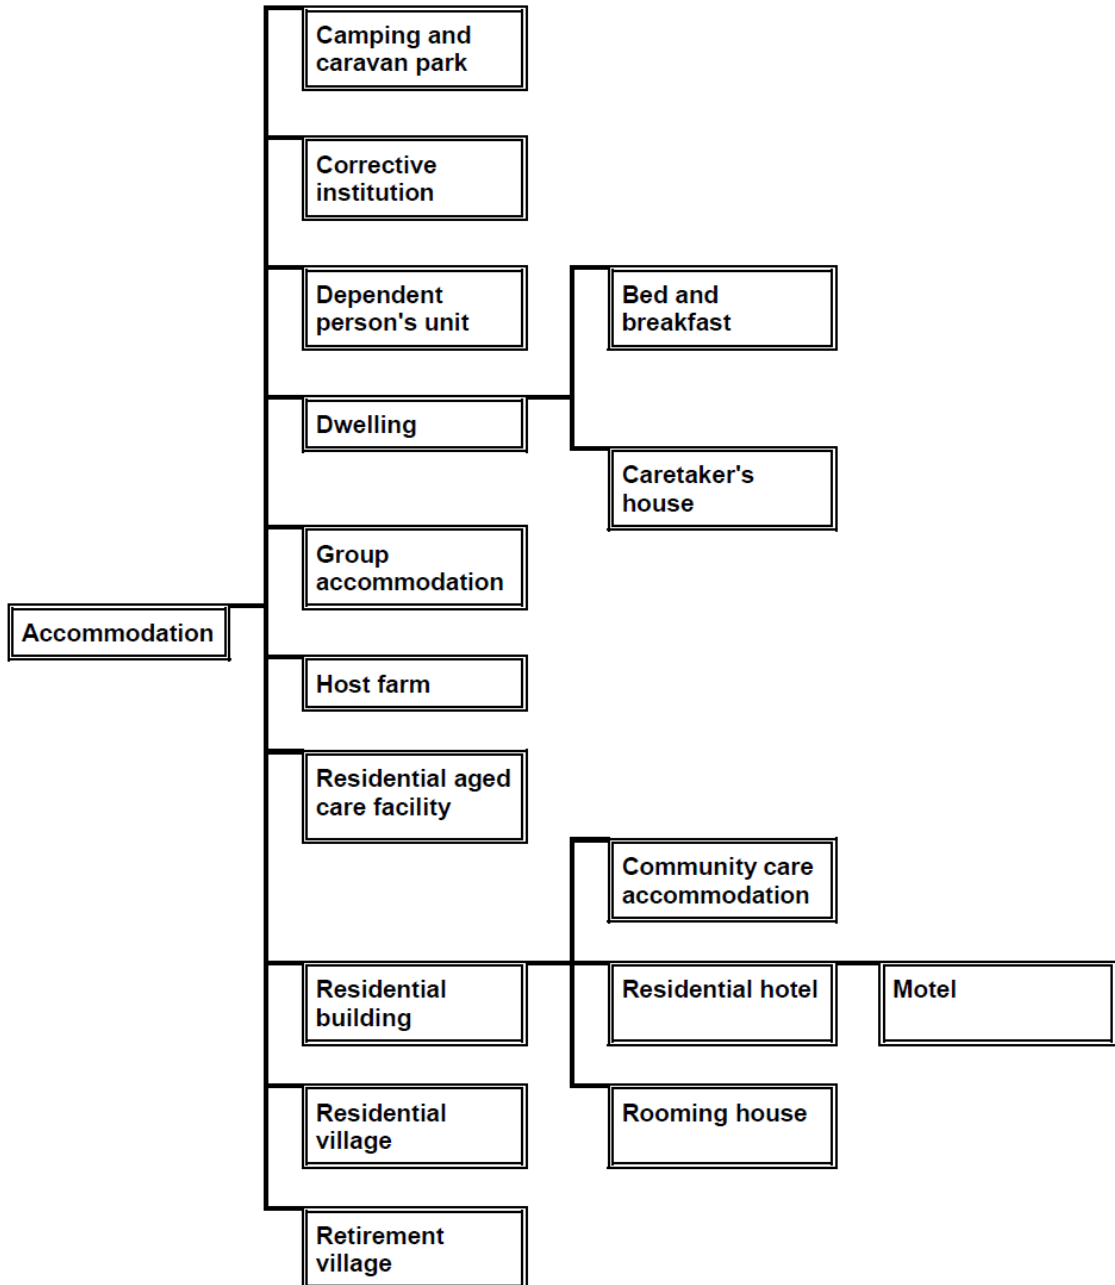 Camping and
caravan park
Corrective
institution
Dependent
person's unit
Bed and
breakfast
Dwelling
Caretaker's
house
Group
accommodation
Accommodation
Host farm
Residential aged
care facility
Community care
accommodation
Residential
building
Residential hotel
Motel
Residential
village
Rooming house
Retirement
village